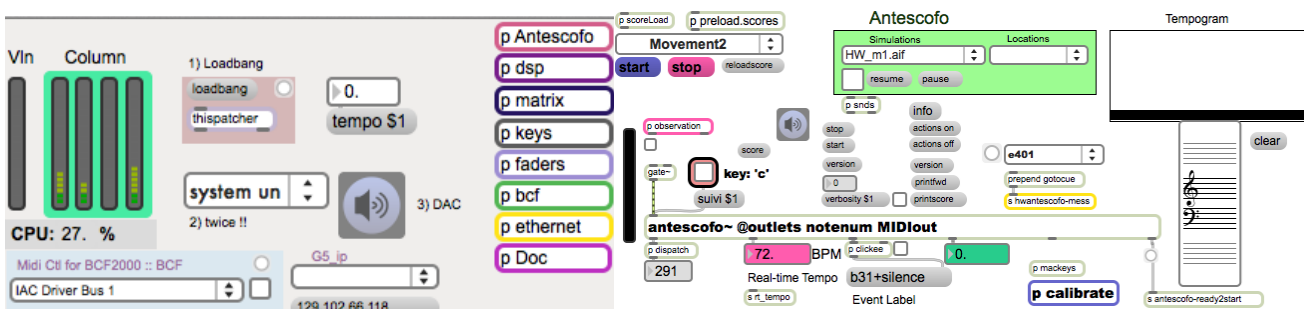 Vln
Column
1) Loadbang
loadbang
thispatcher
0.
tempo $1
system un
2) twice !!
3) DAC
CPU: 27. %
Midi Ctl for BCF2000 :: BCF
IAC Driver Bus 1
G5_ip
129.102.66.118
p Antescofo
p dsp
p matrix
p keys
p faders
p bcf
p ethernet
p Doc
p scoreLoad
p preload.scores
Movement2
start
stop
reloadscore
Antescofo
Simulations
Locations
HW_m1.aif
resume
pause
p snds
Tempogram
clear
p observation
score
gate~
key: 'c'
suivi $1
stop
start
version
0
verbosity $1
info
actions on
actions off
version
printfwd
printscore
e401
prepend gotocue
s hwantescofo-mess
antescofo~ @outlets notenum MIDIout
p dispatch
291
72.
BPM
Real-time Tempo
s rt_tempo
p clickee
b31+silence
Event Label
0.
p mackeys
p calibrate
s antescofo-ready2start